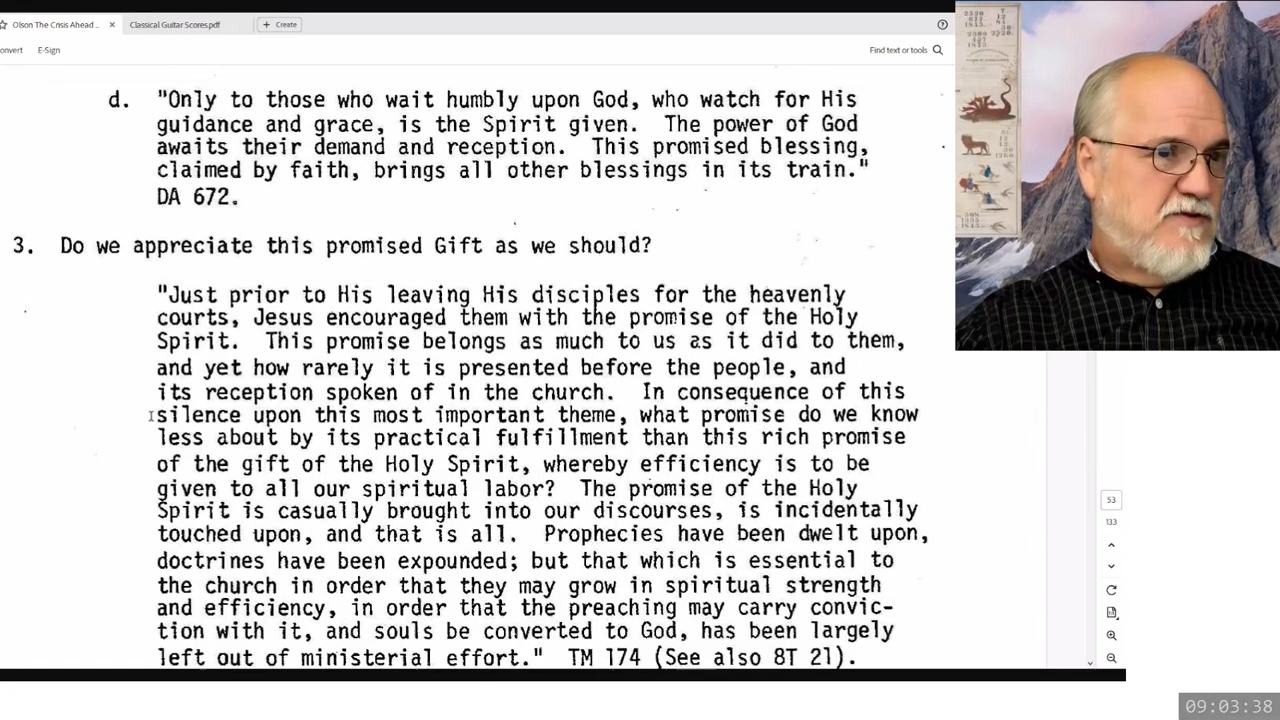 Olson The Crisis Ahead ...
Classical Guitar Scores.pdf
Create
onvert
E-Sign
Find text or tools
d. "Only to those who wait humbly upon God, who watch for His
guidance and grace, is the Spirit given. The power of God
awaits their demand and reception. This promised blessing,
claimed by faith, brings all other blessings in its train."
DA 672.
3. Do we appreciate this promised Gift as we should?
"Just prior to His leaving His disciples for the heavenly
courts, Jesus encouraged them with the promise of the Holy
Spirit. This promise belongs as much to us as it did to them,
and yet how rarely it is presented before the people, and
its reception spoken of in the church. In consequence of this
silence upon this most important theme, what promise do we know
less about by its practical fulfillment than this rich promise
of the gift of the Holy Spirit, whereby efficiency is to be
given to all our spiritual labor? The promise of the Holy
Spirit is casually brought into our discourses, is incidentally
touched upon, and that is all. Prophecies have been dwelt upon,
doctrines have been expounded; but that which is essential to
the church in order that they may grow in spiritual strength
and efficiency, in order that the preaching may carry convic-
tion with it, and souls be converted to God, has been largely
left out of ministerial effort." TM 174 (See also 8T 21).
53
133
09:03:38